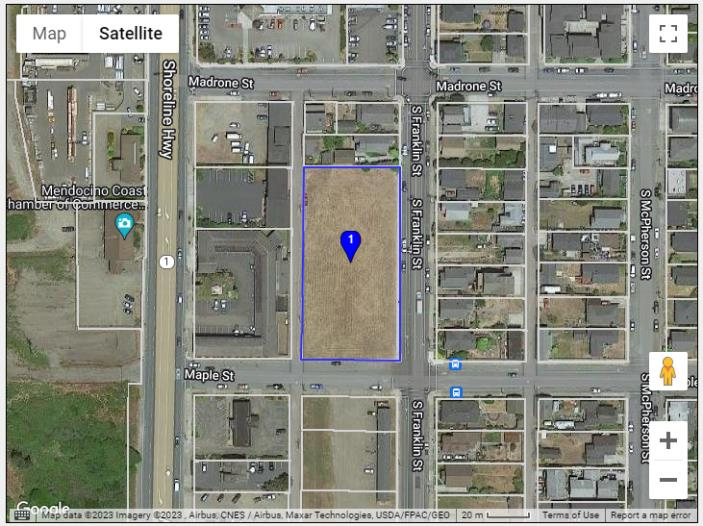 Map
Satellite
Madrone St
Madrone St
Madro
Shoreline Hwy
S Franklin St
S Franklin St
S McPherson St
Mendocino Coast
hamber of Commerce...
1
1
Maple St
S Franklin St
S McPherson St
Google
Map data ©2023 Imagery ©2023 , Airbus, CNES / Airbus, Maxar Technologies, USDA/FPAC/GEO
20 m
Terms of Use
Report a map error